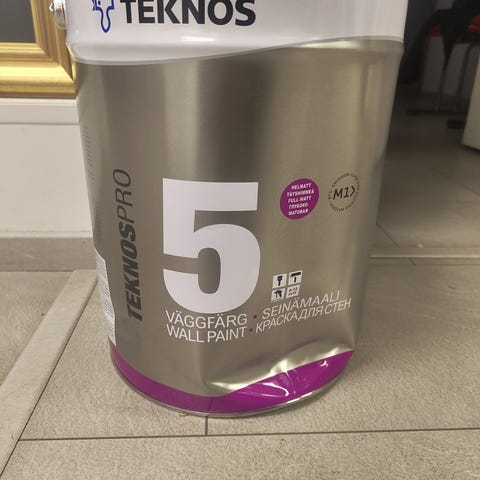 TEKNOS
TEKNOSPRO
5
HELMATT
TÄYSHIMMEÄ
FULL-MATT
ГЛУБОКО-
МАТОВАЯ
M1
VÄGGFÄRG • SEINÄMAALI
WALL PAINT • КРАСКА ДЛЯ СТЕН